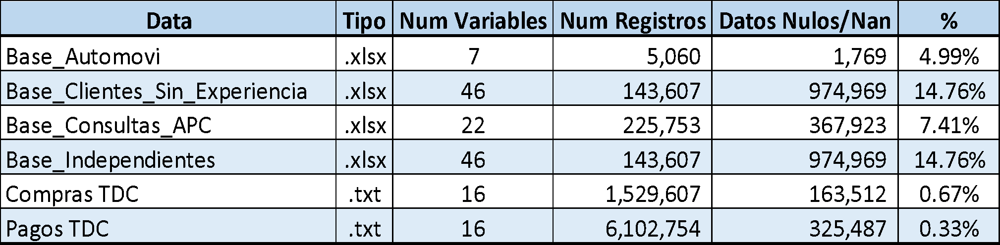 Data Tipo Num Variables Num Registros Datos Nulos/Nan %
Base_Automovi .xlsx 7 5,060 1,769 4.99%
Base_Clientes_Sin_Experiencia .xlsx 46 143,607 974,969 14.76%
Base_Consultas_APC .xlsx 22 225,753 367,923 7.41%
Base_Independientes .xlsx 46 143,607 974,969 14.76%
Compras TDC .txt 16 1,529,607 163,512 0.67%
Pagos TDC .txt 16 6,102,754 325,487 0.33%